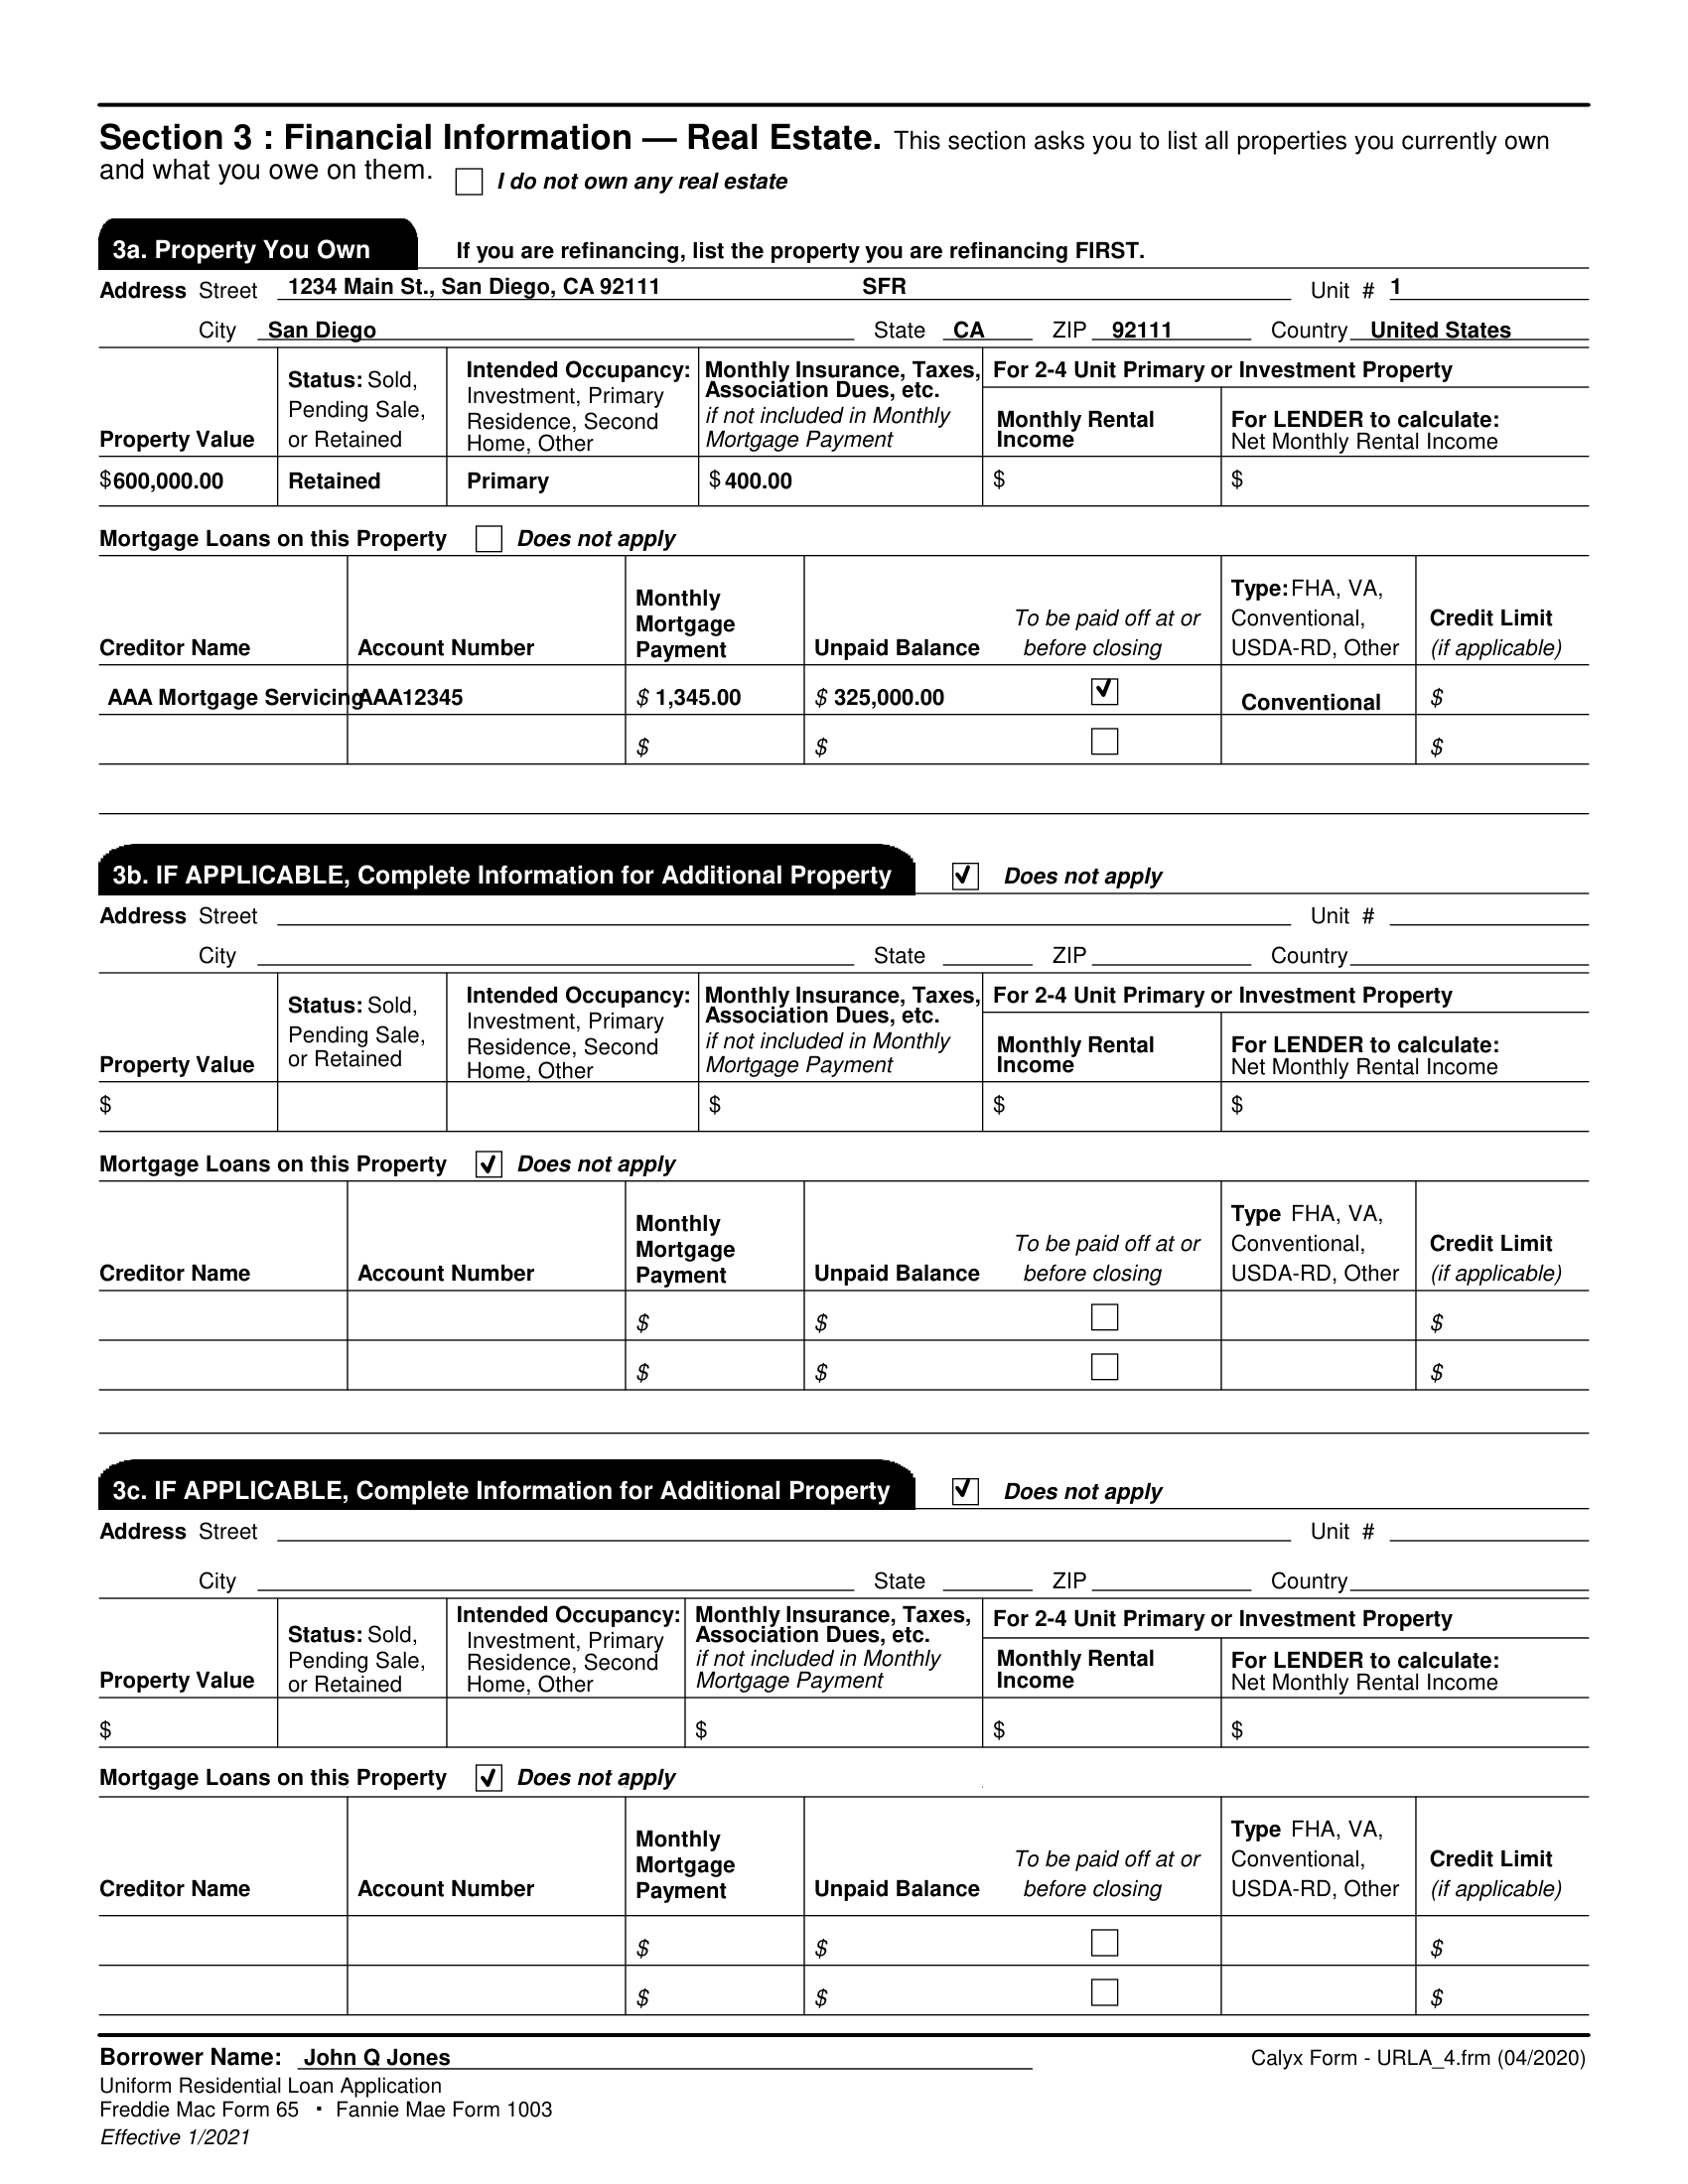 Section 3 : Financial Information — Real Estate. This section asks you to list all properties you currently own
and what you owe on them. I do not own any real estate
3a. Property You Own If you are refinancing, list the property you are refinancing FIRST.
Address Street 1234 Main St., San Diego, CA 92111 SFR Unit # 1
City San Diego State CA ZIP 92111 Country United States
Property Value
Status: Sold,
Pending Sale,
or Retained
Intended Occupancy:
Investment, Primary
Residence, Second
Home, Other
Monthly Insurance, Taxes,
Association Dues, etc.
if not included in Monthly
Mortgage Payment
For 2-4 Unit Primary or Investment Property
Monthly Rental
Income
For LENDER to calculate:
Net Monthly Rental Income
$600,000.00 Retained Primary $ 400.00 $ $
Mortgage Loans on this Property Does not apply
Creditor Name
Account Number
Monthly
Mortgage
Payment
Unpaid Balance
To be paid off at or
before closing
Type: FHA, VA,
Conventional,
USDA-RD, Other
Credit Limit
(if applicable)
AAA Mortgage Servicing AAA12345 $ 1,345.00 $ 325,000.00 ✓ Conventional $
$ $ $
3b. IF APPLICABLE, Complete Information for Additional Property ✓ Does not apply
Address Street Unit #
City State ZIP Country
Property Value
Status: Sold,
Pending Sale,
or Retained
Intended Occupancy:
Investment, Primary
Residence, Second
Home, Other
Monthly Insurance, Taxes,
Association Dues, etc.
if not included in Monthly
Mortgage Payment
For 2-4 Unit Primary or Investment Property
Monthly Rental
Income
For LENDER to calculate:
Net Monthly Rental Income
$ $ $ $
Mortgage Loans on this Property ✓ Does not apply
Creditor Name
Account Number
Monthly
Mortgage
Payment
Unpaid Balance
To be paid off at or
before closing
Type FHA, VA,
Conventional,
USDA-RD, Other
Credit Limit
(if applicable)
$ $ $
$ $ $
3c. IF APPLICABLE, Complete Information for Additional Property ✓ Does not apply
Address Street Unit #
City State ZIP Country
Property Value
Status: Sold,
Pending Sale,
or Retained
Intended Occupancy:
Investment, Primary
Residence, Second
Home, Other
Monthly Insurance, Taxes,
Association Dues, etc.
if not included in Monthly
Mortgage Payment
For 2-4 Unit Primary or Investment Property
Monthly Rental
Income
For LENDER to calculate:
Net Monthly Rental Income
$ $ $ $
Mortgage Loans on this Property ✓ Does not apply
Creditor Name
Account Number
Monthly
Mortgage
Payment
Unpaid Balance
To be paid off at or
before closing
Type FHA, VA,
Conventional,
USDA-RD, Other
Credit Limit
(if applicable)
$ $ $
$ $ $
Borrower Name: John Q Jones Calyx Form - URLA_4.frm (04/2020)
Uniform Residential Loan Application
Freddie Mac Form 65 ▪ Fannie Mae Form 1003
Effective 1/2021